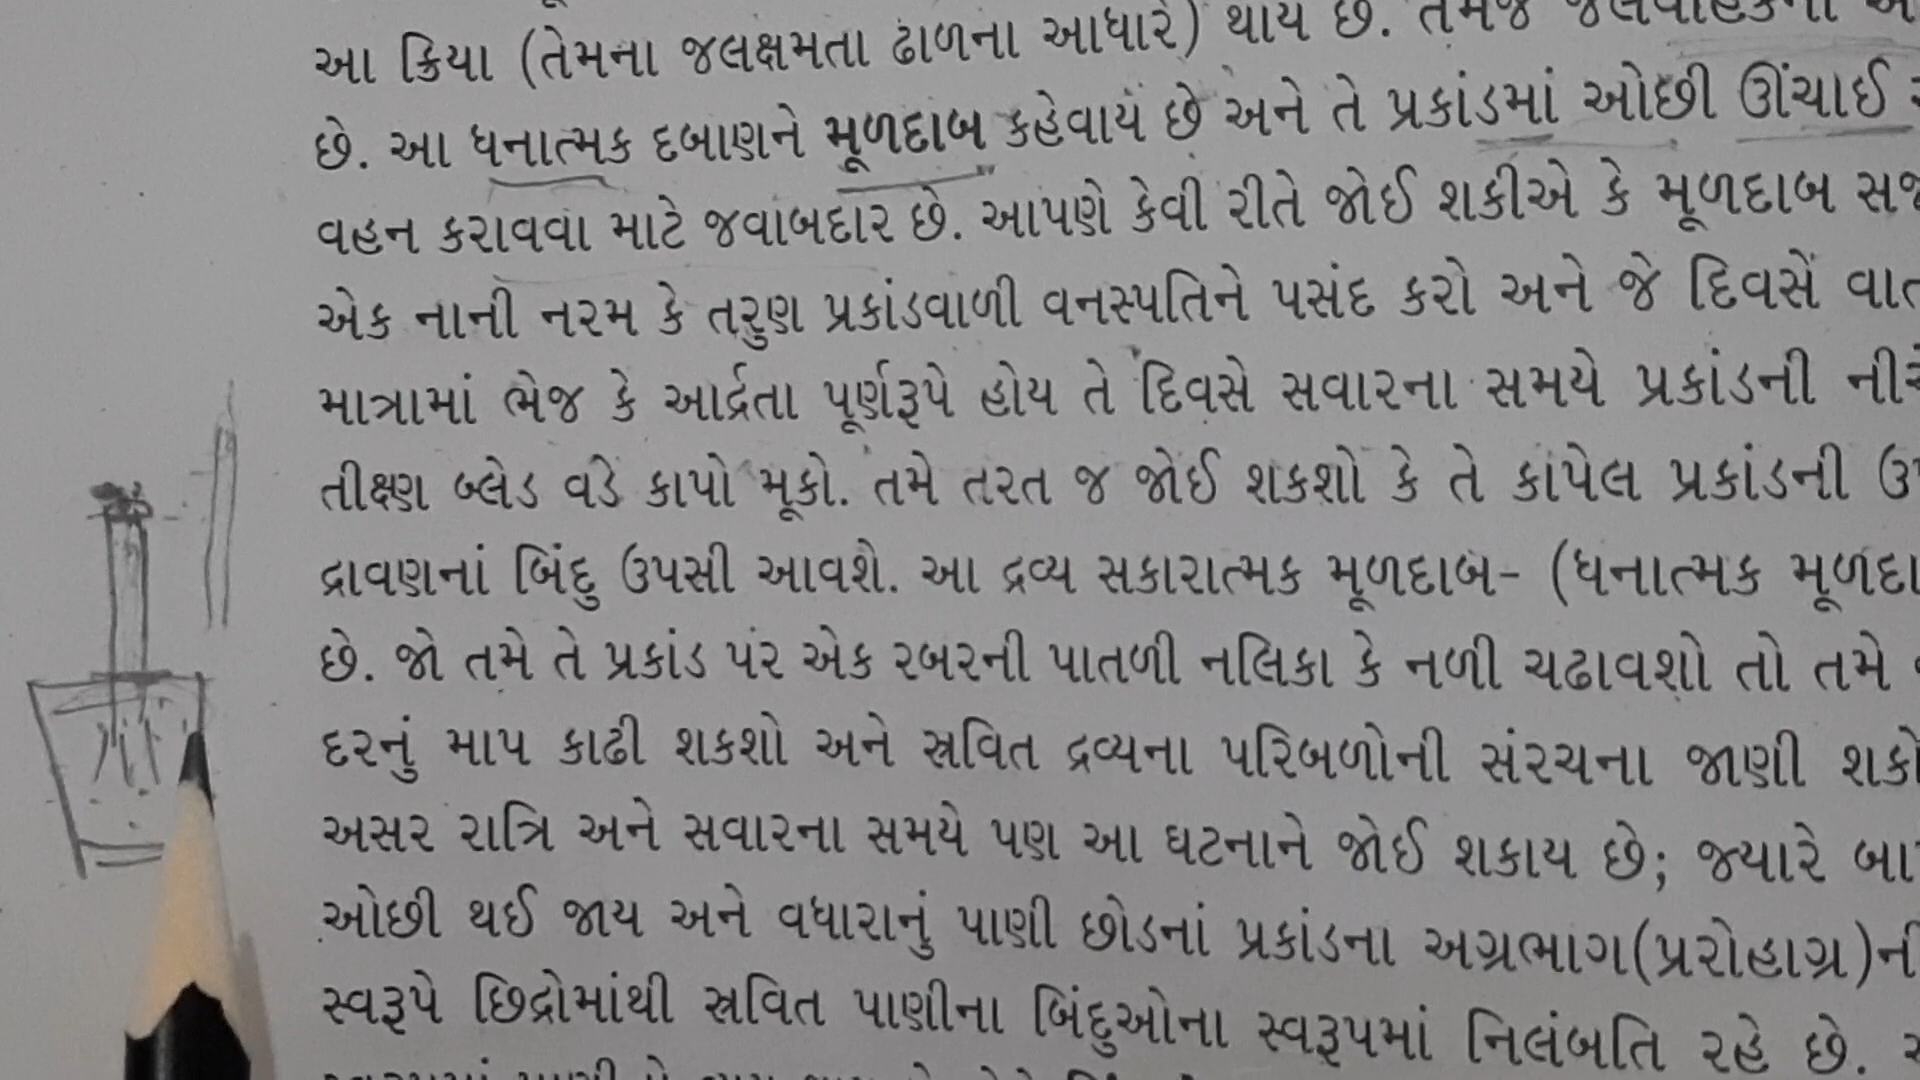 આ ક્રિયા (તેમના જલક્ષમતા ઢાળના આધારે) થાય છે. તેમજ
છે. આ ધનાત્મક દબાણને મૂળદાબ કહેવાય છે અને તે પ્રકાંડમાં ઓછી ઊંચાઈ
વહન કરાવવા માટે જવાબદાર છે. આપણે કેવી રીતે જોઈ શકીએ કે મૂળદાબ
એક નાની નરમ કે તરુણ પ્રકાંડવાળી વનસ્પતિને પસંદ કરો અને જે દિવસે
માત્રામાં ભેજ કે આર્દ્રતા પૂર્ણરૂપે હોય તે દિવસે સવારના સમયે પ્રકાંડની
તીક્ષ્ણ બ્લેડ વડે કાપો મૂકો. તમે તરત જ જોઈ શકશો કે તે કાપેલ પ્રકાંડની
દ્રાવણનાં બિંદુ ઉપસી આવશે. આ દ્રવ્ય સકારાત્મક મૂળદાબ- (ધનાત્મક
છે. જો તમે તે પ્રકાંડ પર એક રબરની પાતળી નલિકા કે નળી ચઢાવશો તો તમે
દરનું માપ કાઢી શકશો અને સ્રવિત દ્રવ્યના પરિબળોની સંરચના જાણી
અસર રાત્રિ અને સવારના સમયે પણ આ ઘટનાને જોઈ શકાય છે; જ્યારે
ઓછી થઈ જાય અને વધારાનું પાણી છોડનાં પ્રકાંડના અગ્રભાગ(પ્રરોહાગ્ર)ની
સ્વરૂપે છિદ્રોમાંથી સ્રવિત પાણીના બિંદુઓના સ્વરૂપમાં નિલંબતિ રહે છે.